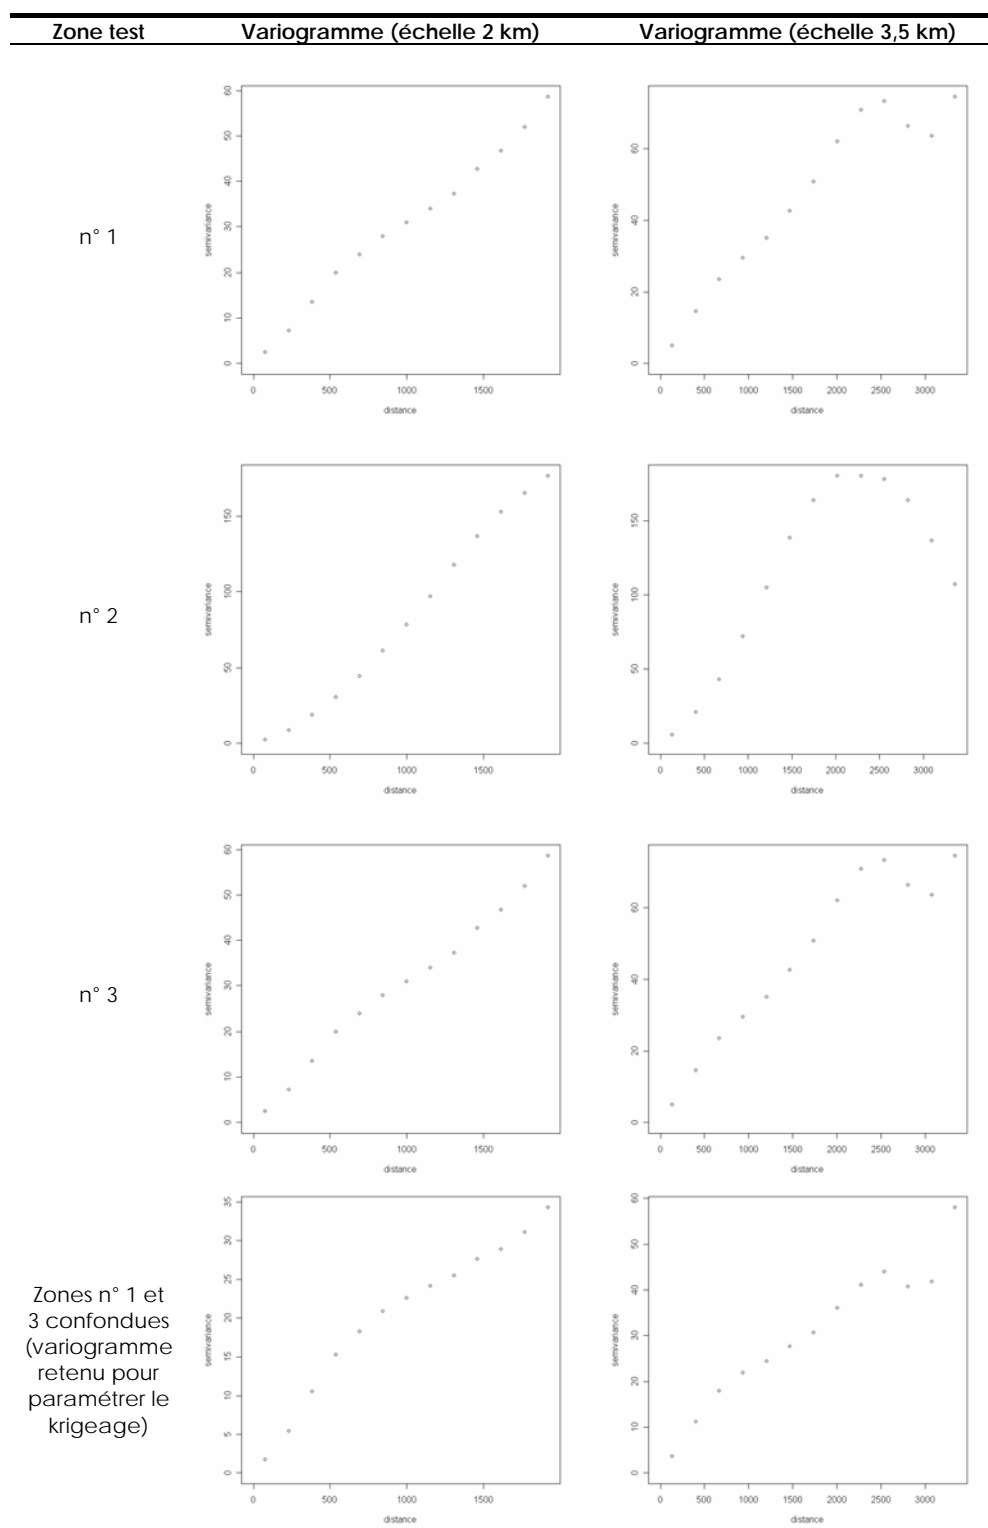 Zone test
Variogramme (échelle 2 km)
Variogramme (échelle 3,5 km)
n° 1
semivariance
0 10 20 30 40 50 60
0 500 1000 1500
distance
semivariance
0 20 40 60
0 500 1000 1500 2000 2500 3000
distance
n° 2
semivariance
0 50 100 150
0 500 1000 1500
distance
semivariance
0 50 100 150
0 500 1000 1500 2000 2500 3000
distance
n° 3
semivariance
0 10 20 30 40 50 60
0 500 1000 1500
distance
semivariance
0 20 40 60
0 500 1000 1500 2000 2500 3000
distance
Zones n° 1 et
3 confondues
(variogramme
retenu pour
paramétrer le
krigeage)
semivariance
0 5 10 15 20 25 30 35
0 500 1000 1500
distance
semivariance
0 10 20 30 40 50 60
0 500 1000 1500 2000 2500 3000
distance